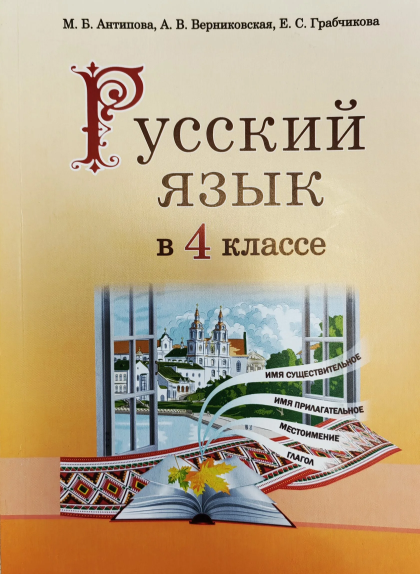 М. Б. Антипова, А. В. Верниковская, Е. С. Грабчикова
Русский
язык
в 4 классе
ИМЯ СУЩЕСТВИТЕЛЬНОЕ
ИМЯ ПРИЛАГАТЕЛЬНОЕ
МЕСТОИМЕНИЕ
ГЛАГОЛ